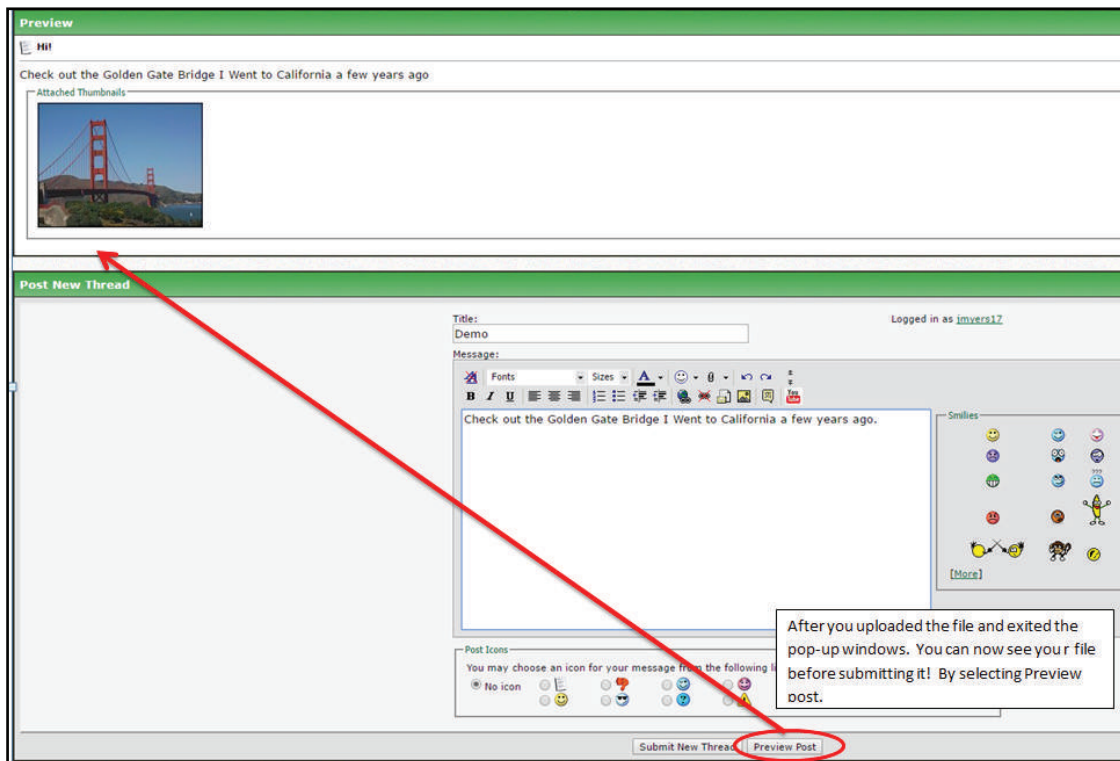 Preview
Hi!
Check out the Golden Gate Bridge I Went to California a few years ago
Attached Thumbnails
Post New Thread
Title:
Logged in as jmvers17
Demo
Message:
Fonts
Sizes
A
B I U
You
Tube
Check out the Golden Gate Bridge I Went to California a few years ago.
Smilies
???
[More]
After you uploaded the file and exited the
pop-up windows. You can now see you r file
before submitting it! By selecting Preview
post.
Post Icons
You may choose an icon for your message from the following li
No icon
Submit New Thread
Preview Post